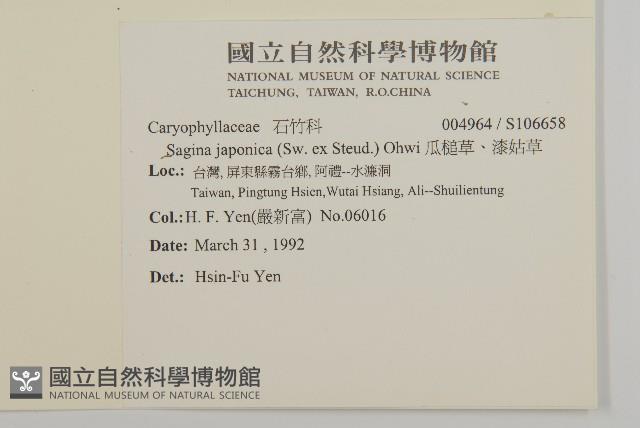 國立自然科學博物館
NATIONAL MUSEUM OF NATURAL SCIENCE
TAICHUNG, TAIWAN, R.O.CHINA
Caryophyllaceae 石竹科 004964 / S106658
Sagina japonica (Sw. ex Steud.) Ohwi 瓜槌草、漆姑草
Loc.: 台灣, 屏東縣霧台鄉, 阿禮--水濂洞
Taiwan, Pingtung Hsien,Wutai Hsiang, Ali--Shuilientung
Col.: H. F. Yen(嚴新富) No.06016
Date: March 31 , 1992
Det.: Hsin-Fu Yen
國立自然科學博物館
NATIONAL MUSEUM OF NATURAL SCIENCE